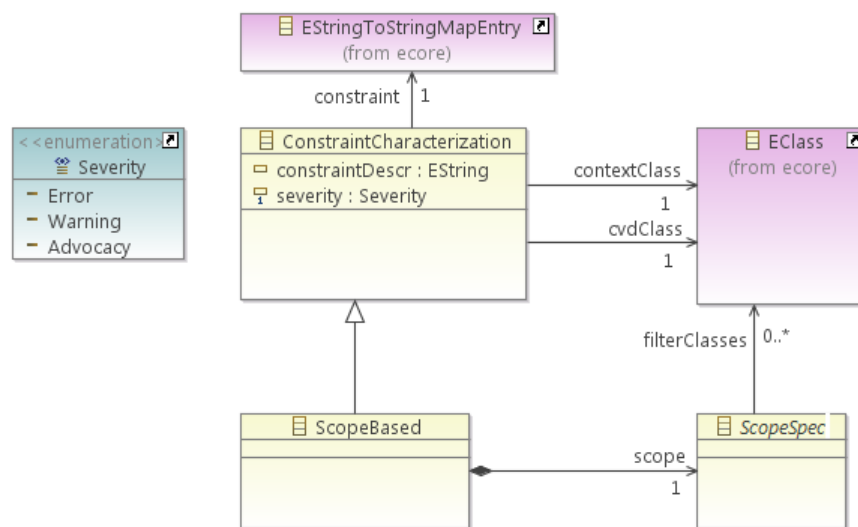 EStringToStringMapEntry
(from ecore)
constraint 1
<<enumeration>>
Severity
Error
Warning
Advocacy
ConstraintCharacterization
constraintDescr : EString
severity : Severity
contextClass
1
cvdClass
1
EClass
(from ecore)
filterClasses 0..*
ScopeBased
scope
1
ScopeSpec